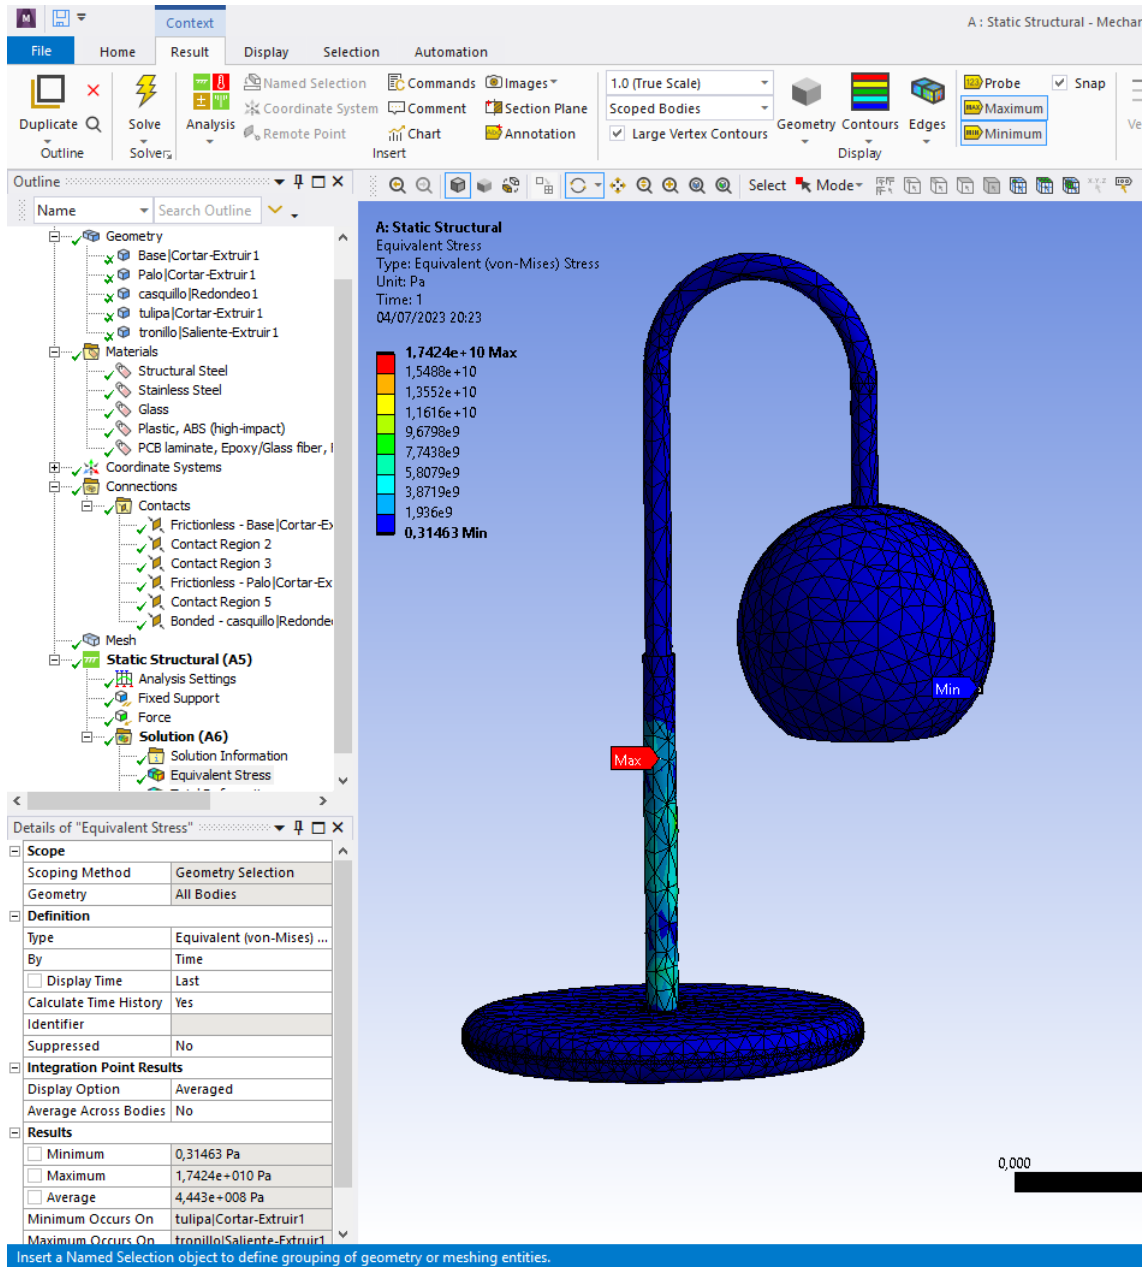 M
Context
A : Static Structural - Mechar
File Home Result Display Selection Automation
Duplicate
Outline
Solve
Solver
Analysis
Named Selection Commands Images
Coordinate System Comment Section Plane
Remote Point Chart Annotation
Insert
1.0 (True Scale)
Scoped Bodies
Large Vertex Contours
Geometry Contours Edges
Display
123 Probe Snap
MAX Maximum
MIN Minimum
Ve
Outline
Name Search Outline
Select Mode
Geometry
Base|Cortar-Extruir1
Palo|Cortar-Extruir1
casquillo|Redondeo1
tulipa|Cortar-Extruir1
tronillo|Saliente-Extruir1
Materials
Structural Steel
Stainless Steel
Glass
Plastic, ABS (high-impact)
PCB laminate, Epoxy/Glass fiber,
Coordinate Systems
Connections
Contacts
Frictionless - Base|Cortar-Ex
Contact Region 2
Contact Region 3
Frictionless - Palo|Cortar-Ex
Contact Region 5
Bonded - casquillo|Redonde
Mesh
Static Structural (A5)
Analysis Settings
Fixed Support
Force
Solution (A6)
Solution Information
Equivalent Stress
Details of "Equivalent Stress"
Scope
Scoping Method Geometry Selection
Geometry All Bodies
Definition
Type Equivalent (von-Mises) ...
By Time
Display Time Last
Calculate Time History Yes
Identifier
Suppressed No
Integration Point Results
Display Option Averaged
Average Across Bodies No
Results
Minimum 0,31463 Pa
Maximum 1,7424e+010 Pa
Average 4,443e+008 Pa
Minimum Occurs On tulipa|Cortar-Extruir1
Maximum Occurs On tronillo|Saliente-Extruir1
A: Static Structural
Equivalent Stress
Type: Equivalent (von-Mises) Stress
Unit: Pa
Time: 1
04/07/2023 20:23
1,7424e+10 Max
1,5488e+10
1,3552e+10
1,1616e+10
9,6798e9
7,7438e9
5,8079e9
3,8719e9
1,936e9
0,31463 Min
Max
Min
0,000
Insert a Named Selection object to define grouping of geometry or meshing entities.